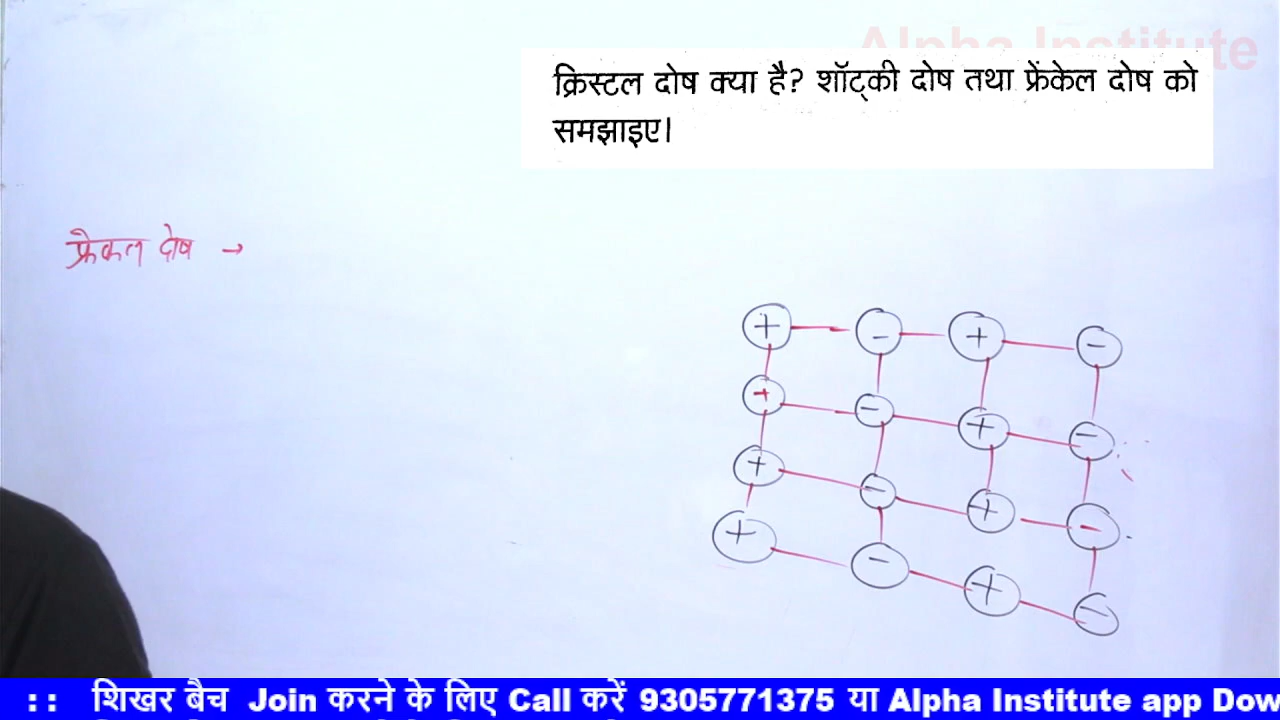 Alpha Institute
क्रिस्टल दोष क्या है? शॉट्की दोष तथा फ्रेंकेल दोष को
समझाइए।
फ्रेकल दोष →
+ - + -
+ - + -
+ - + -
+ - + -
:: शिखर बैच Join करने के लिए Call करें 9305771375 या Alpha Institute app Dow